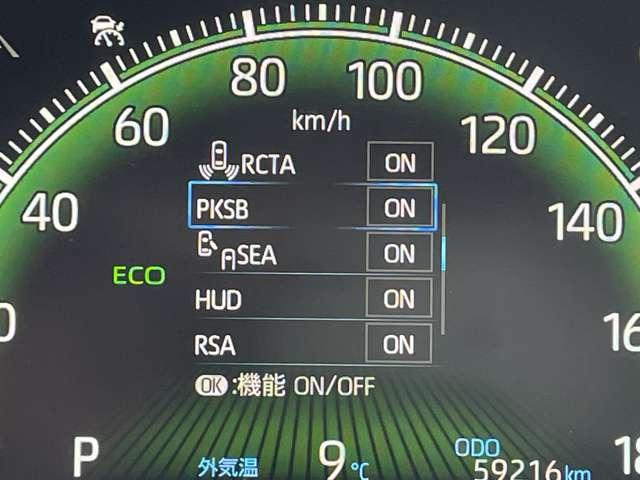 80 100
60 km/h 120
RCTA ON
40 PKSB ON 140
SEA ON
ECO
HUD ON
RSA ON
OK:機能 ON/OFF
P 外気温 9℃ ODO 59216km